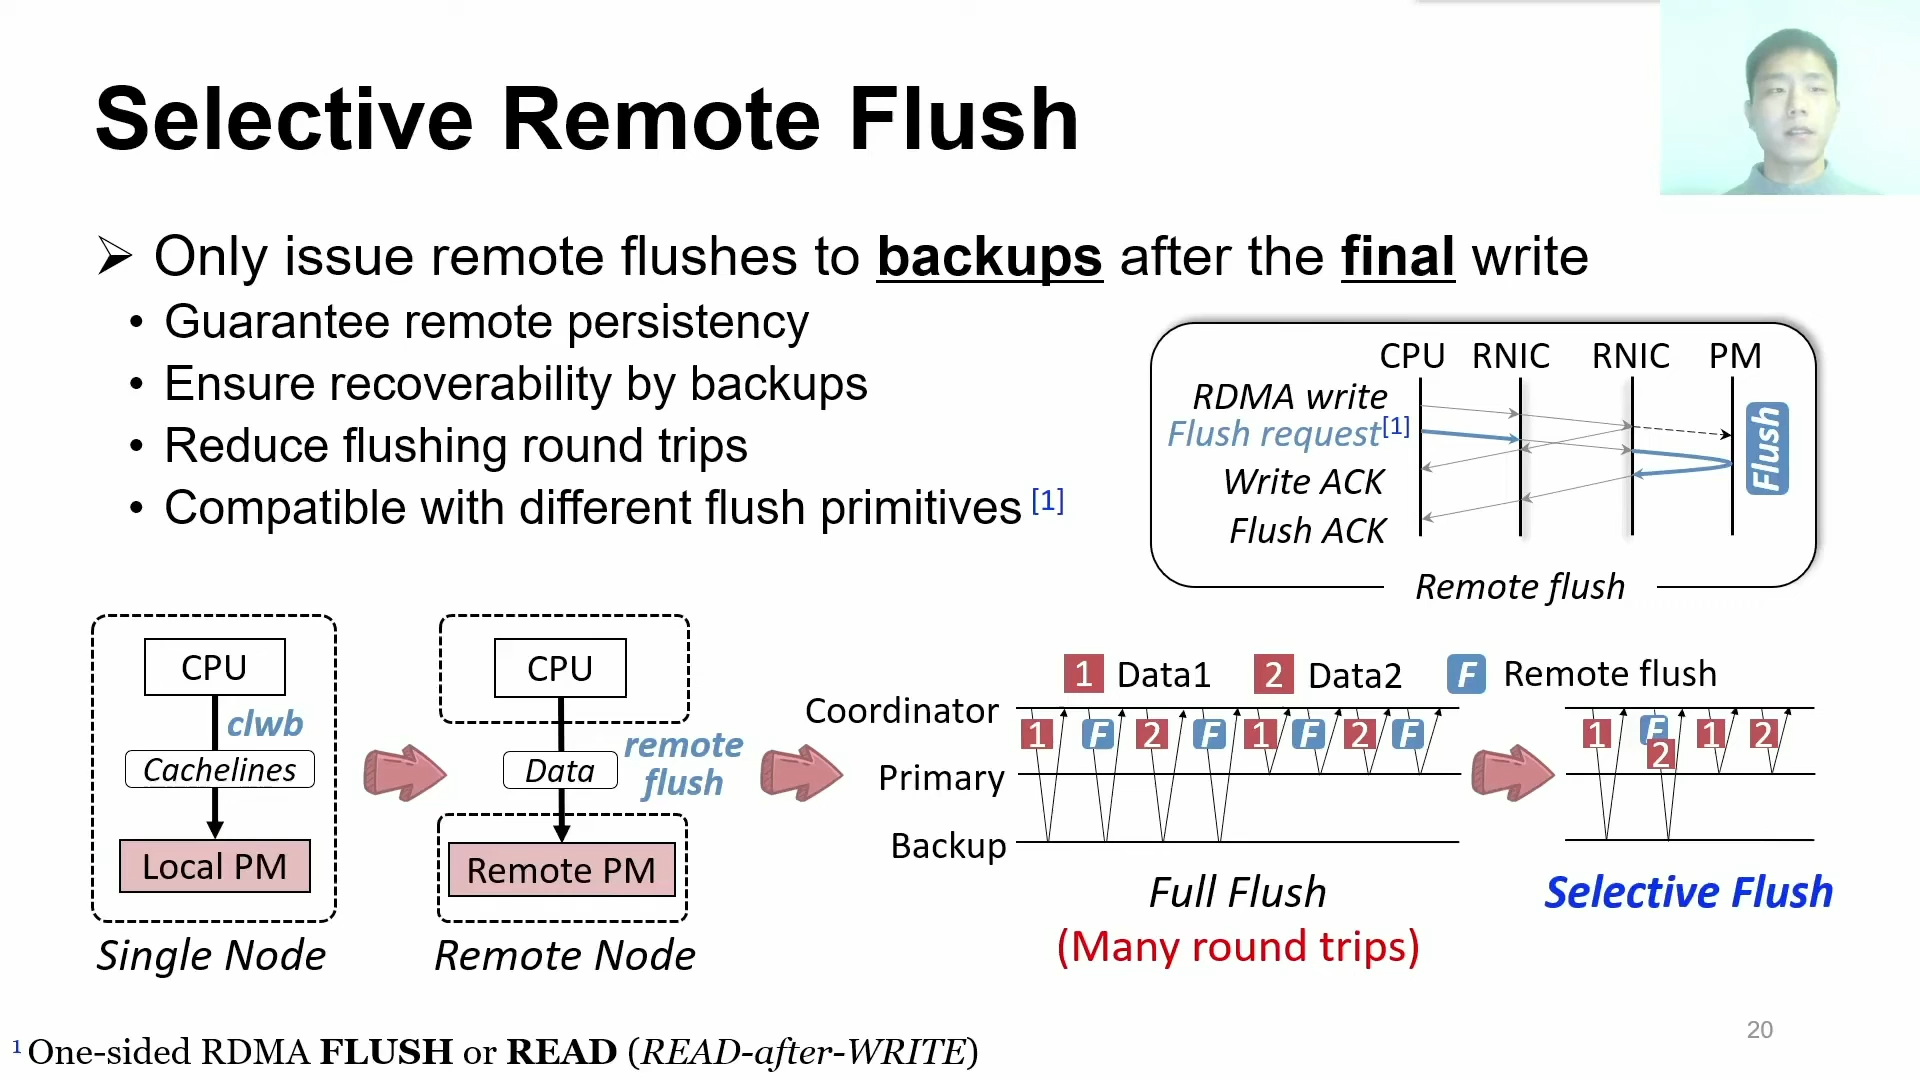 Selective Remote Flush
➢ Only issue remote flushes to backups after the final write
• Guarantee remote persistency
• Ensure recoverability by backups
• Reduce flushing round trips
• Compatible with different flush primitives [1]
CPU RNIC RNIC PM
RDMA write
Flush request[1]
Write ACK
Flush ACK
Flush
Remote flush
CPU
clwb
Cachelines
Local PM
Single Node
CPU
Data
remote
flush
Remote PM
Remote Node
1 Data1 2 Data2 F Remote flush
Coordinator
1 F 2 F 1 F 2 F
Primary
Backup
Full Flush
(Many round trips)
1 F 2 1 2
Selective Flush
20
1 One-sided RDMA FLUSH or READ (READ-after-WRITE)